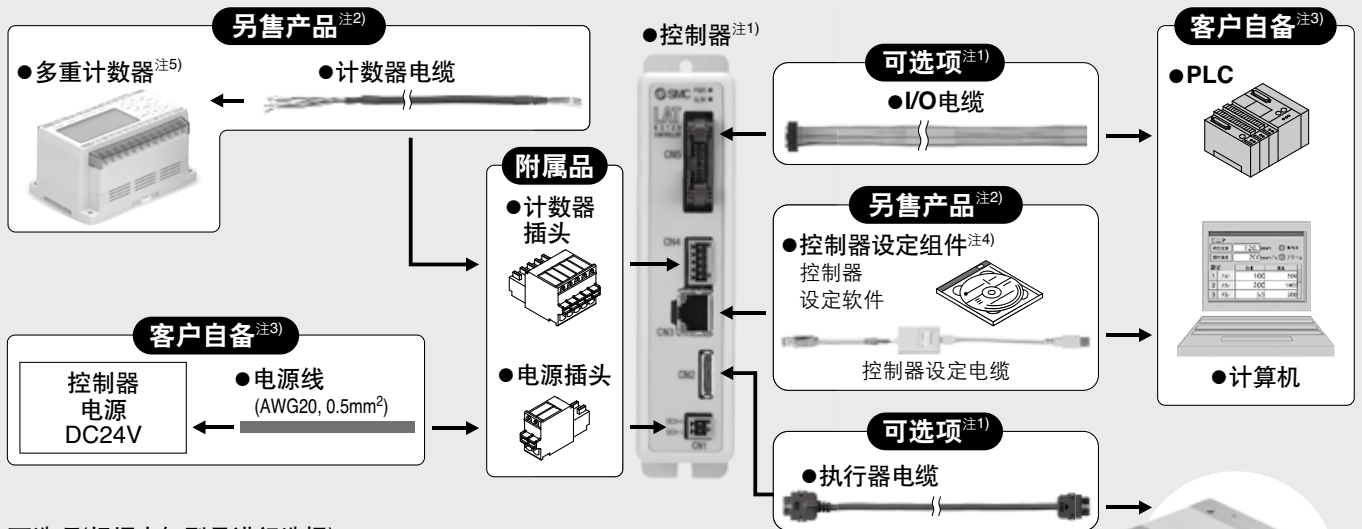 另售产品注2)
●多重计数器注5)
●计数器电缆
●控制器注1)
SMC
PWR
ALM
LAT
CN5
CN4
CN3
CN2
CN1
可选项注1)
●I/O电缆
客户自备注3)
●PLC
●计算机
附属品
●计数器
插头
●电源插头
另售产品注2)
●控制器设定组件注4)
控制器
设定软件
控制器设定电缆
客户自备注3)
控制器
电源
DC24V
●电源线
(AWG20, 0.5mm²)
可选项注1)
●执行器电缆